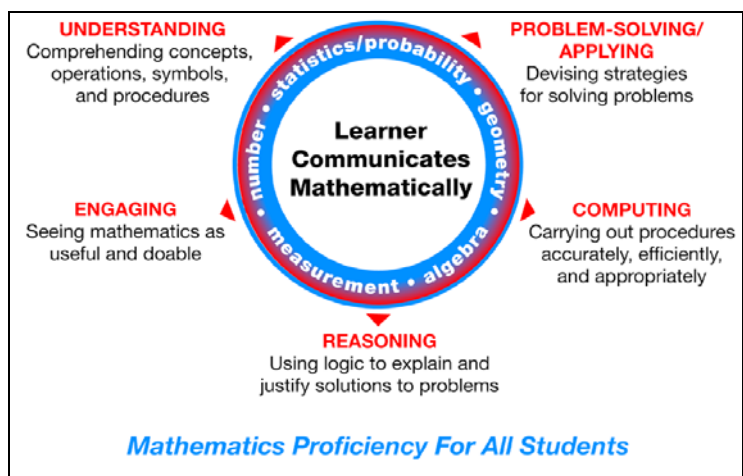 UNDERSTANDING
Comprehending concepts,
operations, symbols,
and procedures
PROBLEM-SOLVING/
APPLYING
Devising strategies
for solving problems
number • statistics/probability • geometry • algebra • measurement •
Learner
Communicates
Mathematically
ENGAGING
Seeing mathematics as
useful and doable
COMPUTING
Carrying out procedures
accurately, efficiently,
and appropriately
REASONING
Using logic to explain and
justify solutions to problems
Mathematics Proficiency For All Students